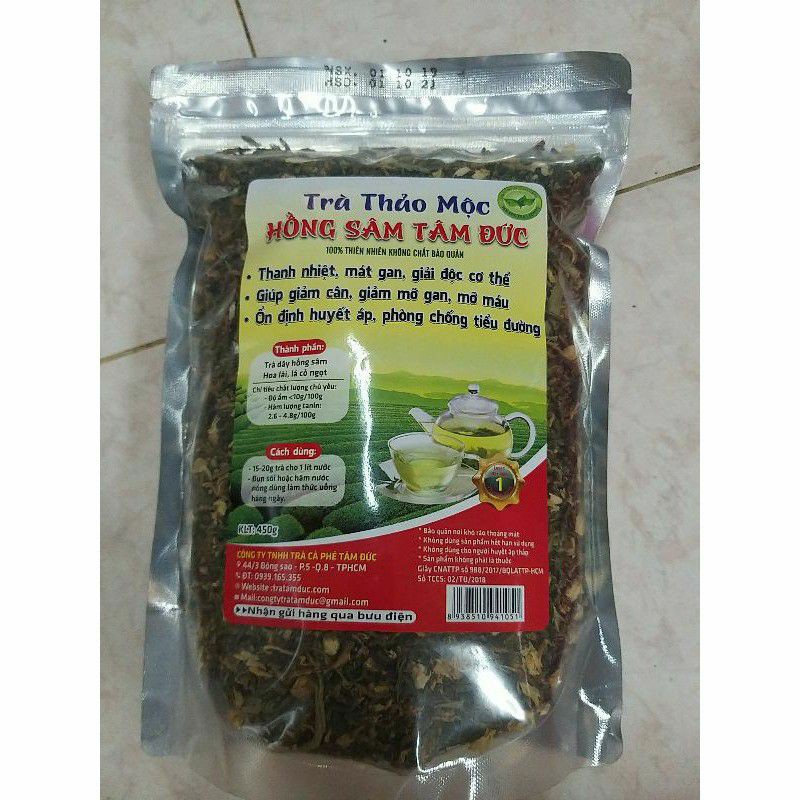 NSX: 01 10 19
HSD: 01 10 21
Trà Thảo Mộc
HỒNG SÂM TÂM ĐỨC
100% THIÊN NHIÊN KHÔNG CHẤT BẢO QUẢN
• Thanh nhiệt, mát gan, giải độc cơ thể
• Giúp giảm cân, giảm mỡ gan, mỡ máu
• Ổn định huyết áp, phòng chống tiểu đường
Thành phần:
Trà dây hồng sâm
Hoa lài, lá cỏ ngọt
Chỉ tiêu chất lượng chủ yếu:
- Độ ẩm <10g/100g
- Hàm lượng tanin:
2.6 - 4.8g/100g
Cách dùng:
- 15-20g trà cho 1 lít nước
- Đun sôi hoặc hãm nước
nóng dùng làm thức uống
hàng ngày.
KLT: 450g
1
* Bảo quản nơi khô ráo thoáng mát
* Không dùng sản phẩm hết hạn sử dụng
* Không dùng cho người huyết áp thấp
* Sản phẩm không phải là thuốc
Giấy CNATTP số 988/2017/BQLATTP-HCM
Số TCCS: 02/TĐ/2018
CÔNG TY TNHH TRÀ CÀ PHÊ TÂM ĐỨC
44/3 Bông sao - P.5 -Q.8 - TPHCM
ĐT: 0939.165.355
Website :tratamduc.com
Mail:congtytratamduc@gmail.com
Nhận gửi hàng qua bưu điện
8 938510 941051